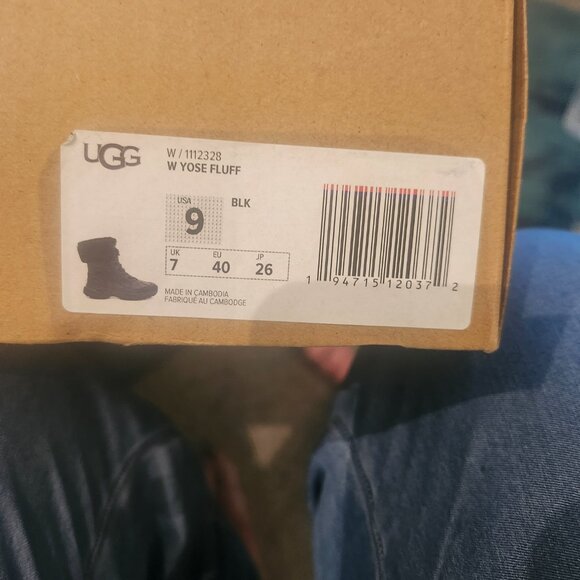 UGG
W / 1112328
W YOSE FLUFF
USA
9
BLK
UK EU JP
7 40 26
MADE IN CAMBODIA
FABRIQUÉ AU CAMBODGE
1 94715 12037 2